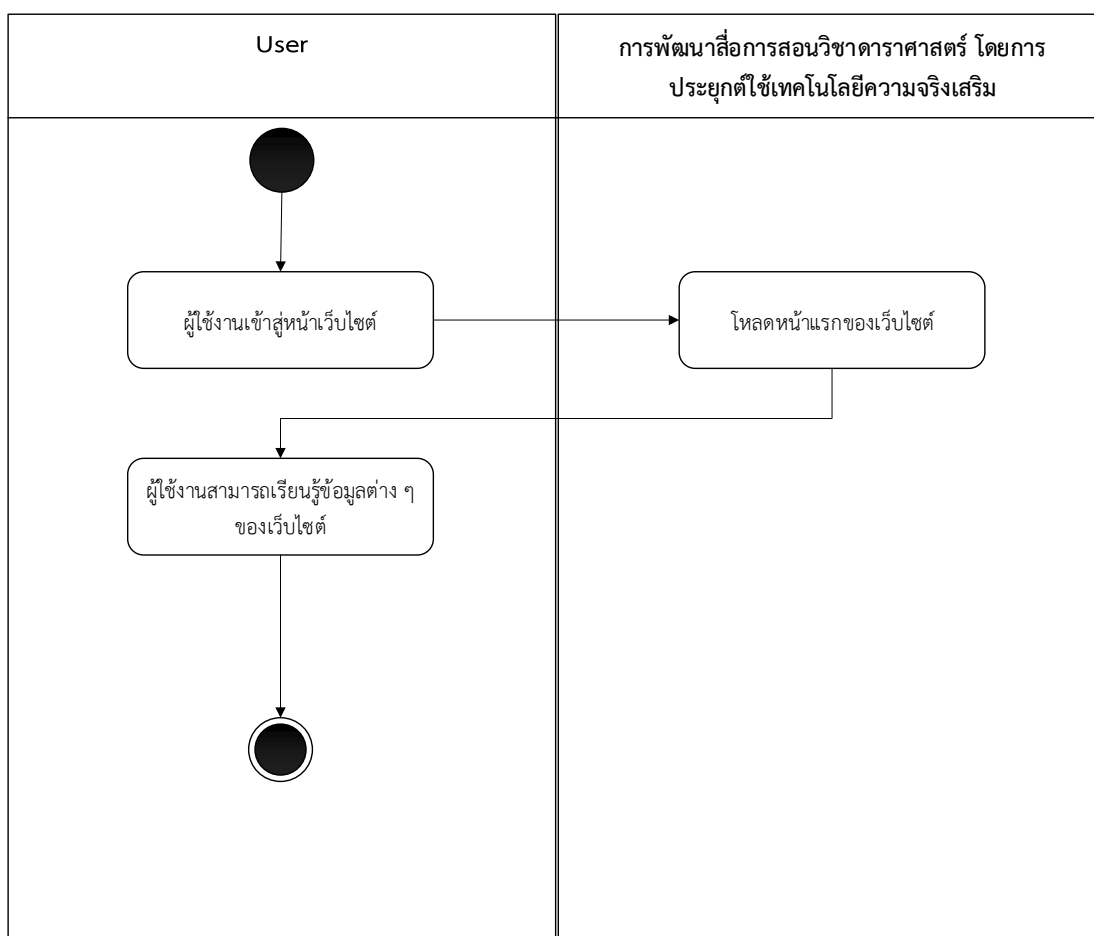 User
การพัฒนาสื่อการสอนวิชาดาราศาสตร์ โดยการ
ประยุกต์ใช้เทคโนโลยีความจริงเสริม
ผู้ใช้งานเข้าสู่หน้าเว็บไซต์
โหลดหน้าแรกของเว็บไซต์
ผู้ใช้งานสามารถเรียนรู้ข้อมูลต่าง ๆ
ของเว็บไซต์